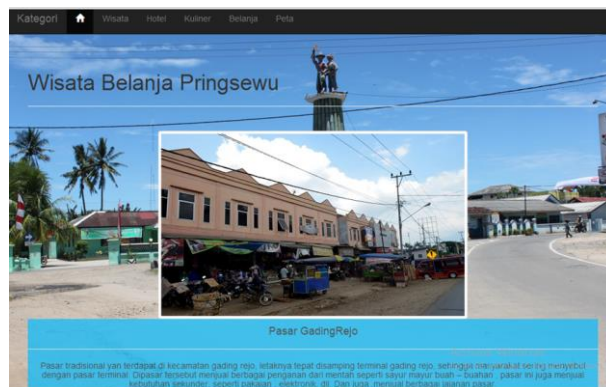 Kategori Wisata Hotel Kuliner Belanja Peta
Wisata Belanja Pringsewu
Pasar GadingRejo
Pasar tradisional yan terdapat di kecamatan gading rejo, letaknya tepat disamping terminal gading rejo, sehingga masyarakat sering menyebut
dengan pasar terminal. Dipasar tersebut menjual berbagai penganan dari mentah seperti sayur mayur buah – buahan , pasar ini juga menjual
kebutuhan sekunder seperti pakaian , elektronik, dll. Dan juga menjual berbagai jajanan pasar